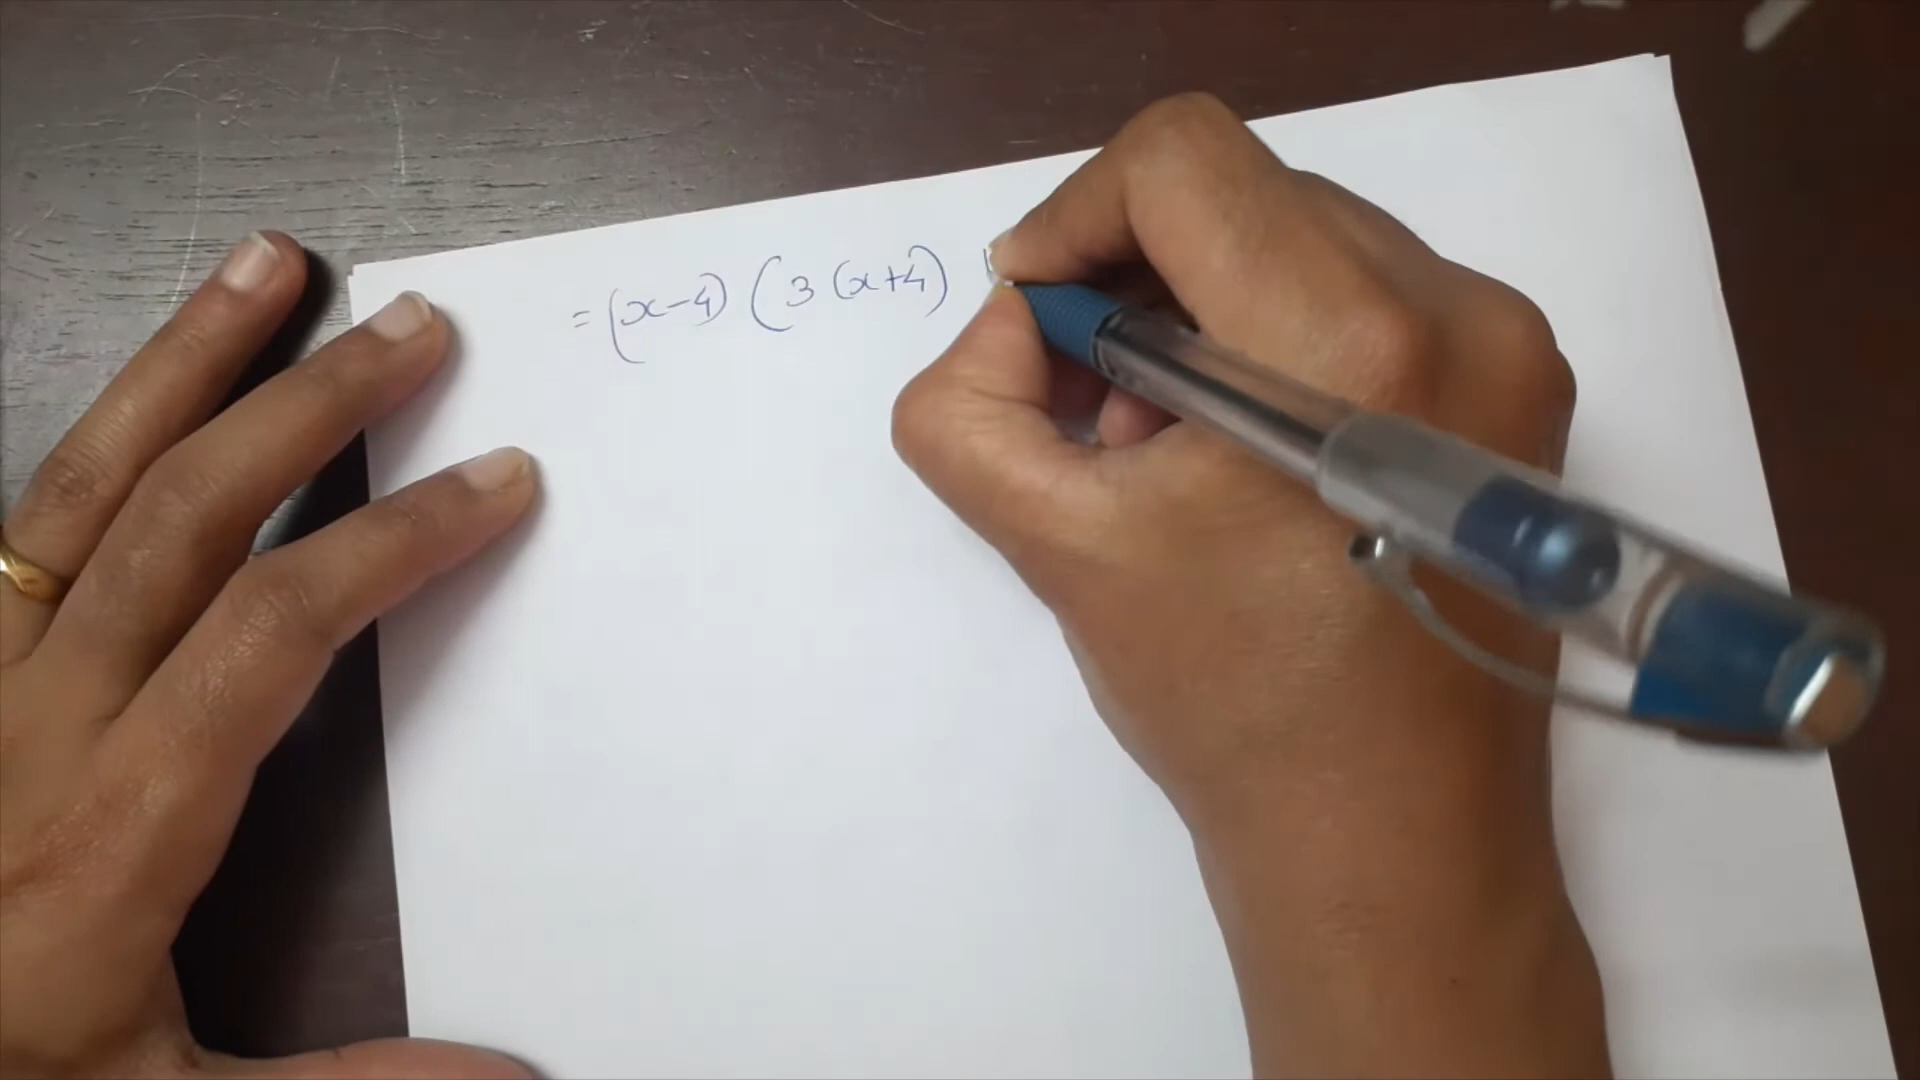 = (x-4) (3(x+4)